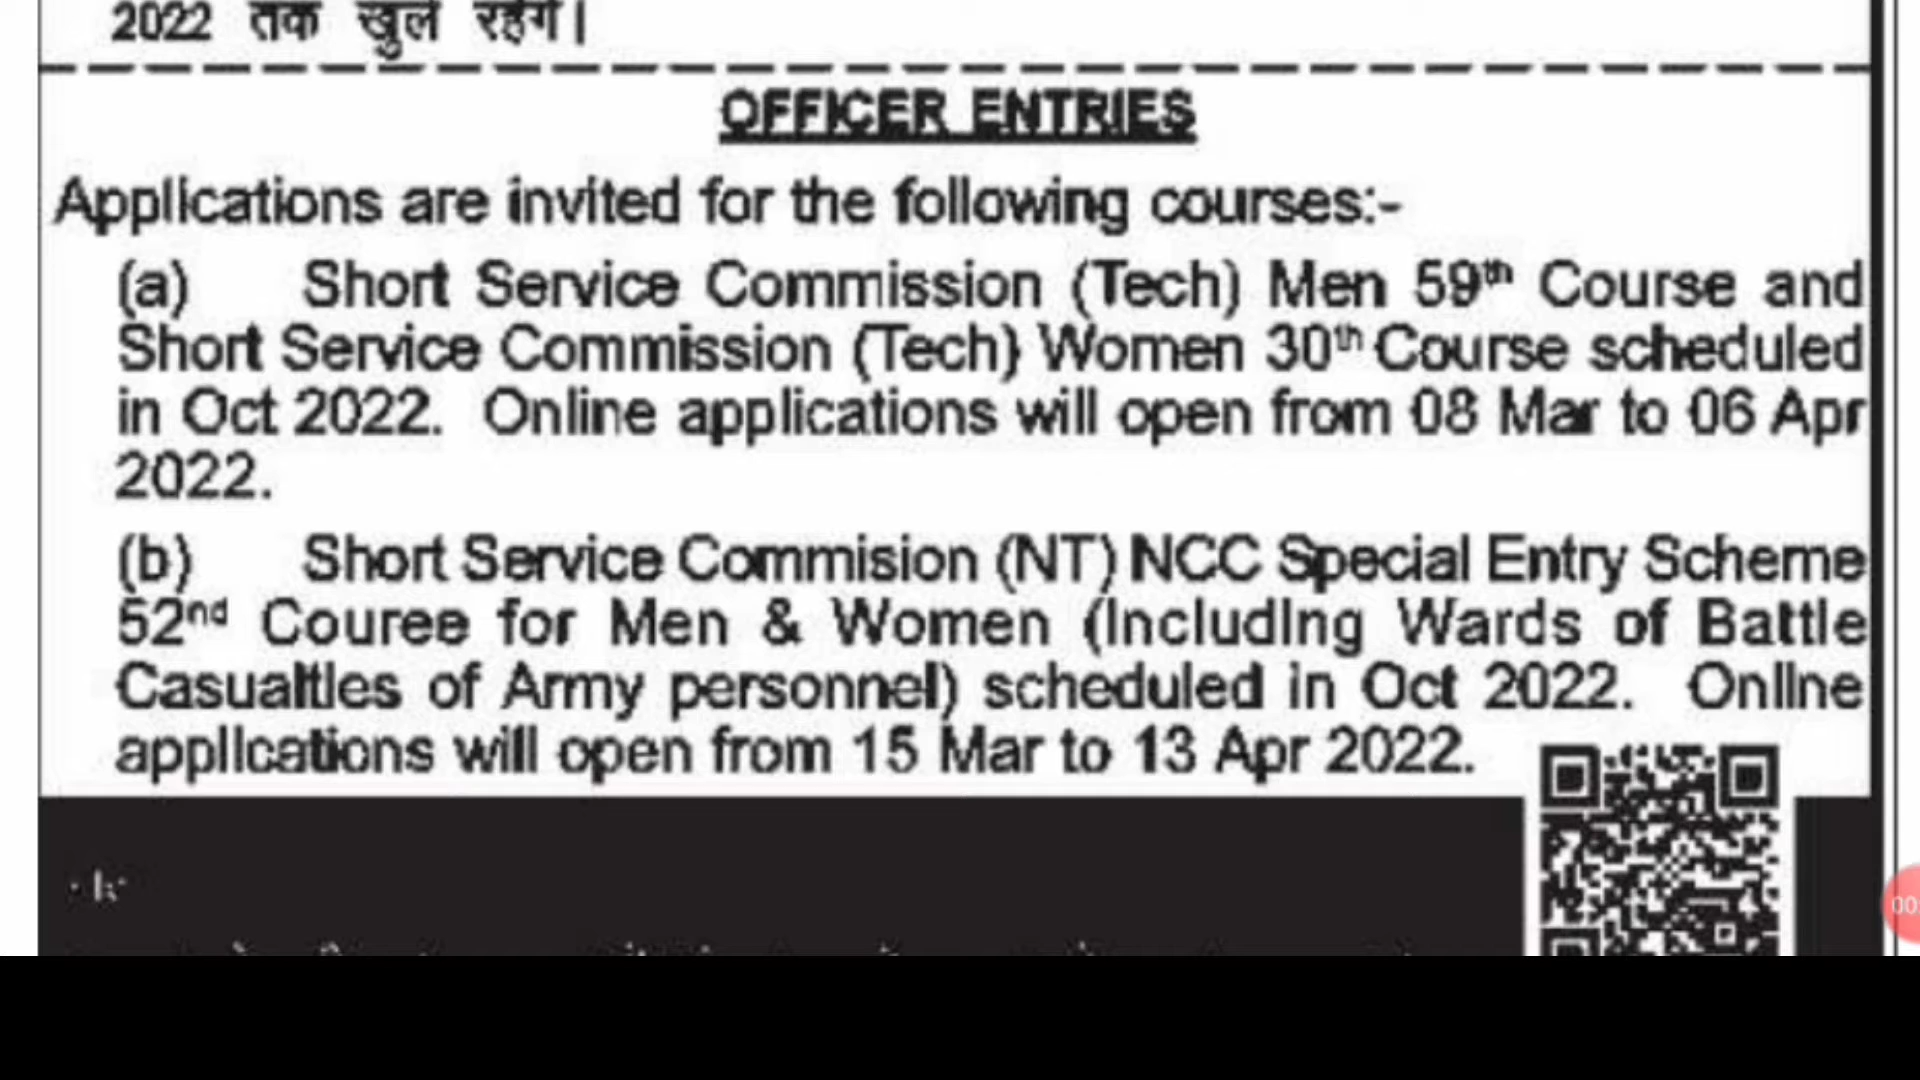 2022 तक खुले रहेंगे।
OFFICER ENTRIES
Applications are invited for the following courses:-
(a) Short Service Commission (Tech) Men 59th Course and
Short Service Commission (Tech) Women 30th Course scheduled
in Oct 2022. Online applications will open from 08 Mar to 06 Apr
2022.
(b) Short Service Commision (NT) NCC Special Entry Scheme
52nd Couree for Men & Women (Including Wards of Battle
Casualties of Army personnel) scheduled in Oct 2022. Online
applications will open from 15 Mar to 13 Apr 2022.
00